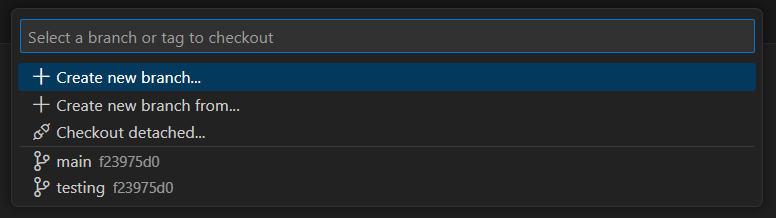 Select a branch or tag to checkout
Create new branch...
Create new branch from...
Checkout detached...
main f23975d0
testing f23975d0